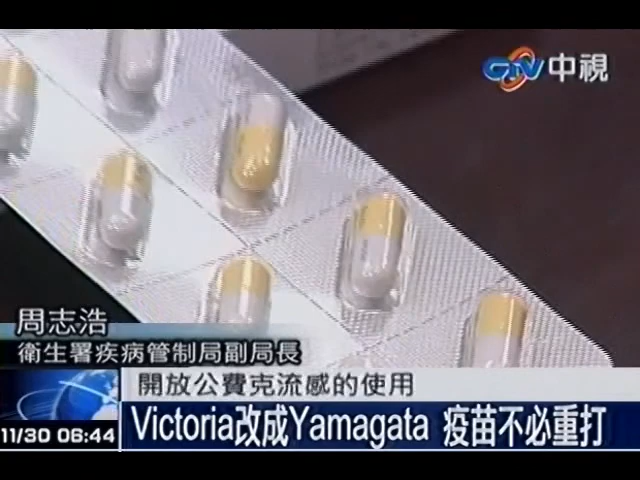 CTV中視
周志浩
衛生署疾病管制局副局長
開放公費克流感的使用
Victoria改成Yamagata 疫苗不必重打
11/30 06:44